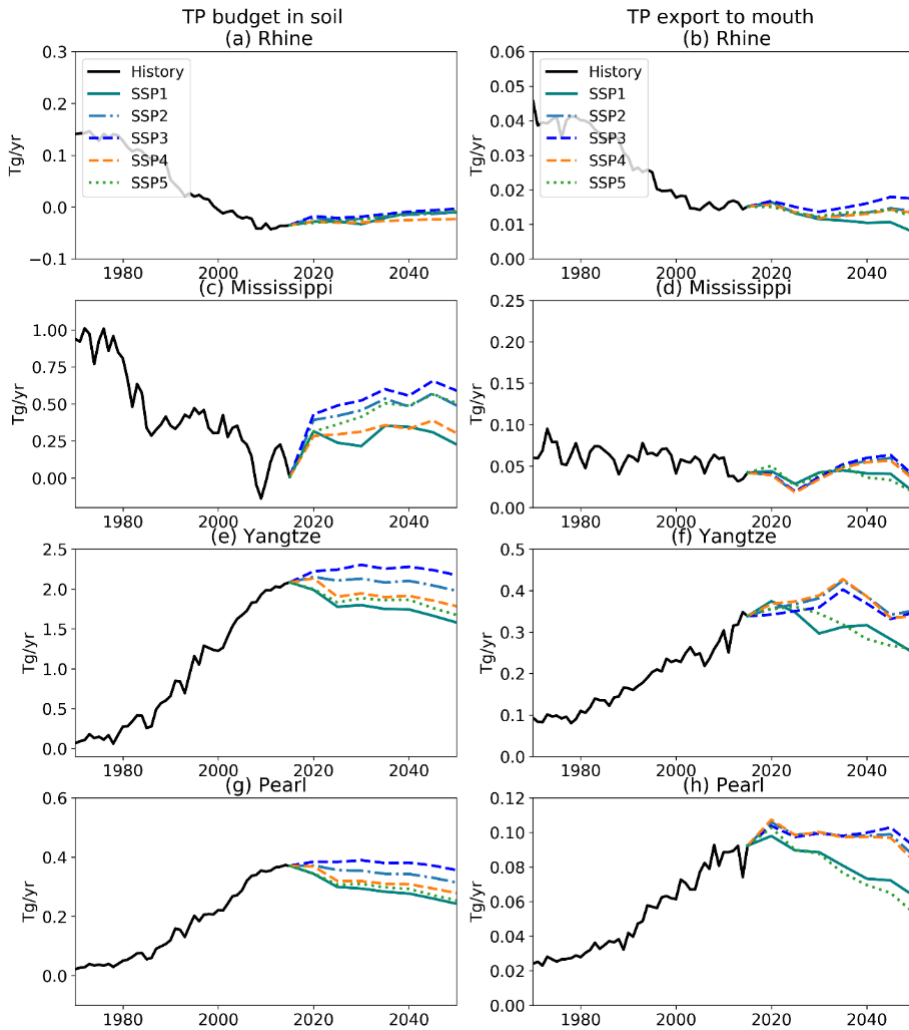 TP budget in soil
TP export to mouth
(a) Rhine
(b) Rhine
0.3
0.2
0.1
0.0
−0.1
Tg/yr
History
SSP1
SSP2
SSP3
SSP4
SSP5
1980
2000
2020
2040
0.06
0.05
0.04
0.03
0.02
0.01
0.00
Tg/yr
History
SSP1
SSP2
SSP3
SSP4
SSP5
1980
2000
2020
2040
(c) Mississippi
(d) Mississippi
1.00
0.75
0.50
0.25
0.00
Tg/yr
1980
2000
2020
2040
0.25
0.20
0.15
0.10
0.05
0.00
Tg/yr
1980
2000
2020
2040
(e) Yangtze
(f) Yangtze
2.5
2.0
1.5
1.0
0.5
0.0
Tg/yr
1980
2000
2020
2040
0.5
0.4
0.3
0.2
0.1
0.0
Tg/yr
1980
2000
2020
2040
(g) Pearl
(h) Pearl
0.6
0.4
0.2
0.0
Tg/yr
1980
2000
2020
2040
0.12
0.10
0.08
0.06
0.04
0.02
0.00
Tg/yr
1980
2000
2020
2040